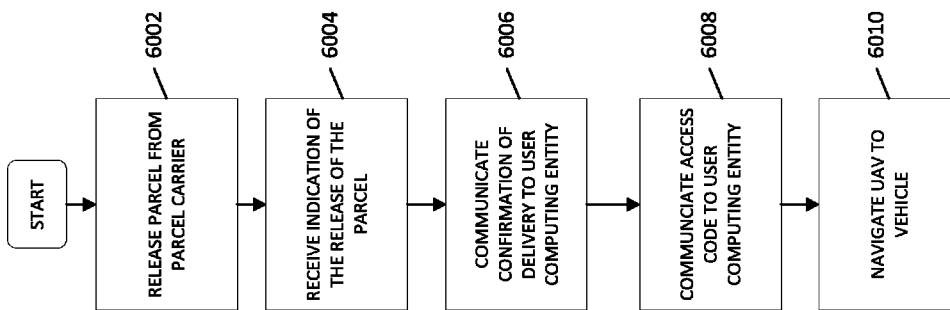 START
6002
RELEASE PARCEL FROM
PARCEL CARRIER
6004
RECEIVE INDICATION OF
THE RELEASE OF THE
PARCEL
6006
COMMUNICATE
CONFIRMATION OF
DELIVERY TO USER
COMPUTING ENTITY
6008
COMMUNCIATE ACCESS
CODE TO USER
COMPUTING ENTITY
6010
NAVIGATE UAV TO
VEHICLE